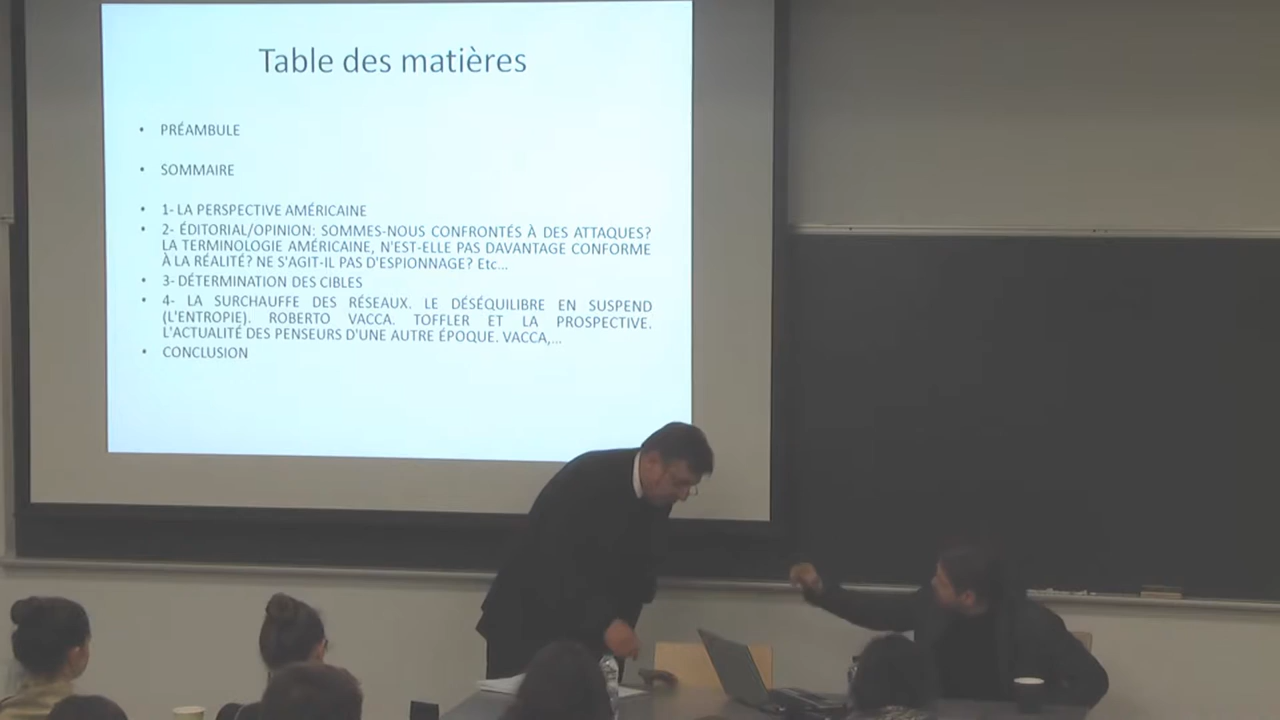 Table des matières
• PRÉAMBULE
• SOMMAIRE
• 1- LA PERSPECTIVE AMÉRICAINE
• 2- ÉDITORIAL/OPINION: SOMMES-NOUS CONFRONTÉS À DES ATTAQUES?
LA TERMINOLOGIE AMÉRICAINE, N'EST-ELLE PAS DAVANTAGE CONFORME
À LA RÉALITÉ? NE S'AGIT-IL PAS D'ESPIONNAGE? Etc...
• 3- DÉTERMINATION DES CIBLES
• 4- LA SURCHAUFFE DES RÉSEAUX. LE DÉSÉQUILIBRE EN SUSPEND
(L'ENTROPIE). ROBERTO VACCA. TOFFLER ET LA PROSPECTIVE.
L'ACTUALITÉ DES PENSEURS D'UNE AUTRE ÉPOQUE. VACCA,...
• CONCLUSION